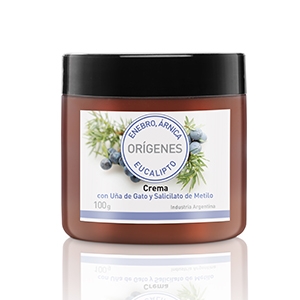 ENEBRO, ÁRNICA
ORÍGENES
EUCALIPTO
Crema
con Uña de Gato y Salicilato de Metilo
100g
Industria Argentina